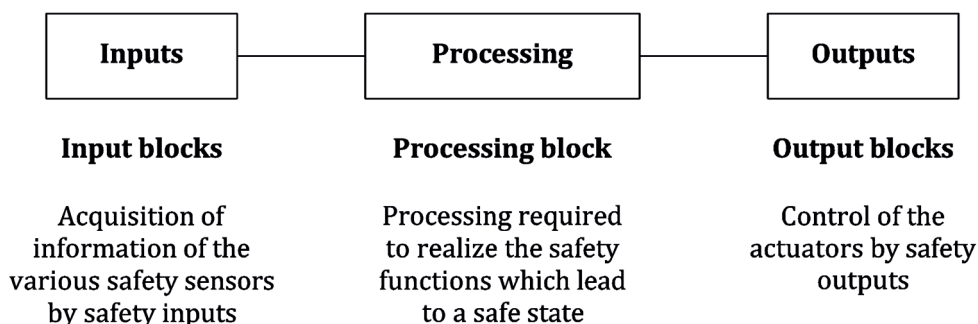 Inputs
Processing
Outputs
Input blocks
Processing block
Output blocks
Acquisition of
information of the
various safety sensors
by safety inputs
Processing required
to realize the safety
functions which lead
to a safe state
Control of the
actuators by safety
outputs